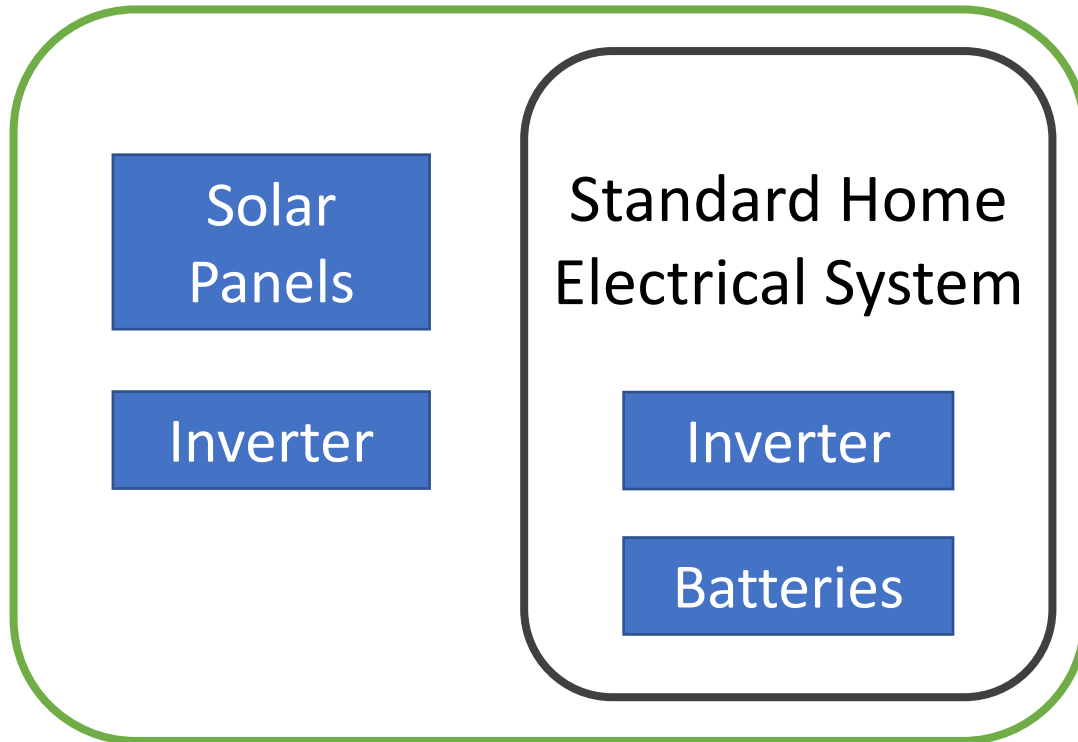 Solar
Panels
Inverter
Standard Home
Electrical System
Inverter
Batteries